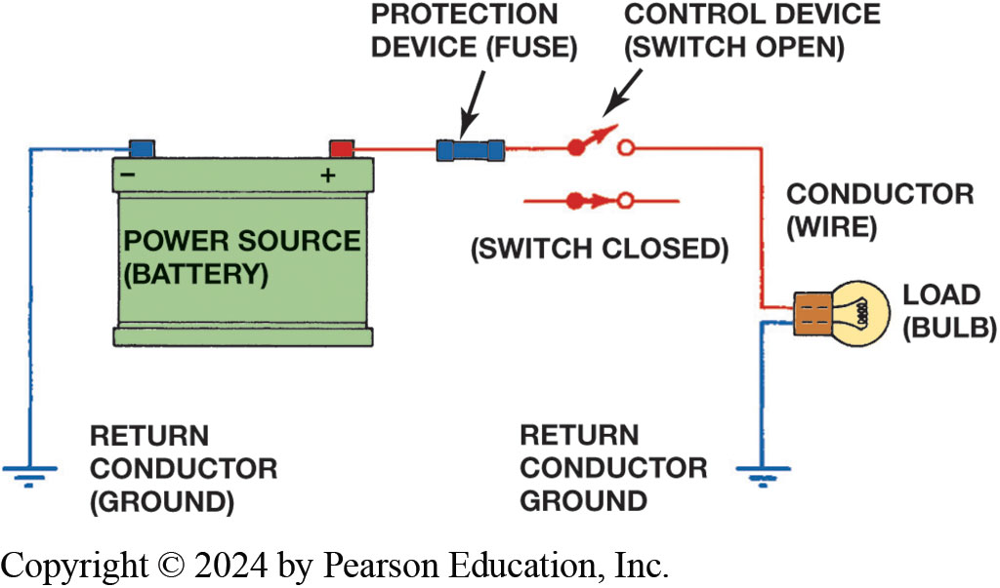 PROTECTION
DEVICE (FUSE)
CONTROL DEVICE
(SWITCH OPEN)
– +
POWER SOURCE
(BATTERY)
(SWITCH CLOSED)
CONDUCTOR
(WIRE)
LOAD
(BULB)
RETURN
CONDUCTOR
(GROUND)
RETURN
CONDUCTOR
GROUND
Copyright © 2024 by Pearson Education, Inc.